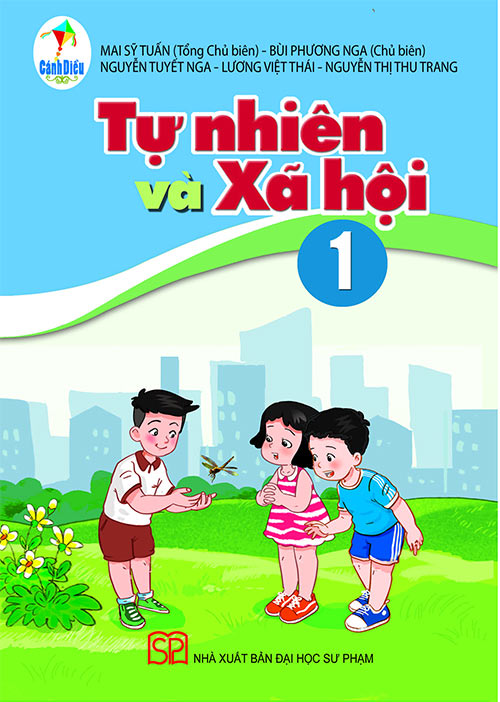 Cánh Diều
MAI SỸ TUẤN (Tổng Chủ biên) - BÙI PHƯƠNG NGA (Chủ biên)
NGUYỄN TUYẾT NGA - LƯƠNG VIỆT THÁI - NGUYỄN THỊ THU TRANG
Tự nhiên
và Xã hội
1
SP
NHÀ XUẤT BẢN ĐẠI HỌC SƯ PHẠM